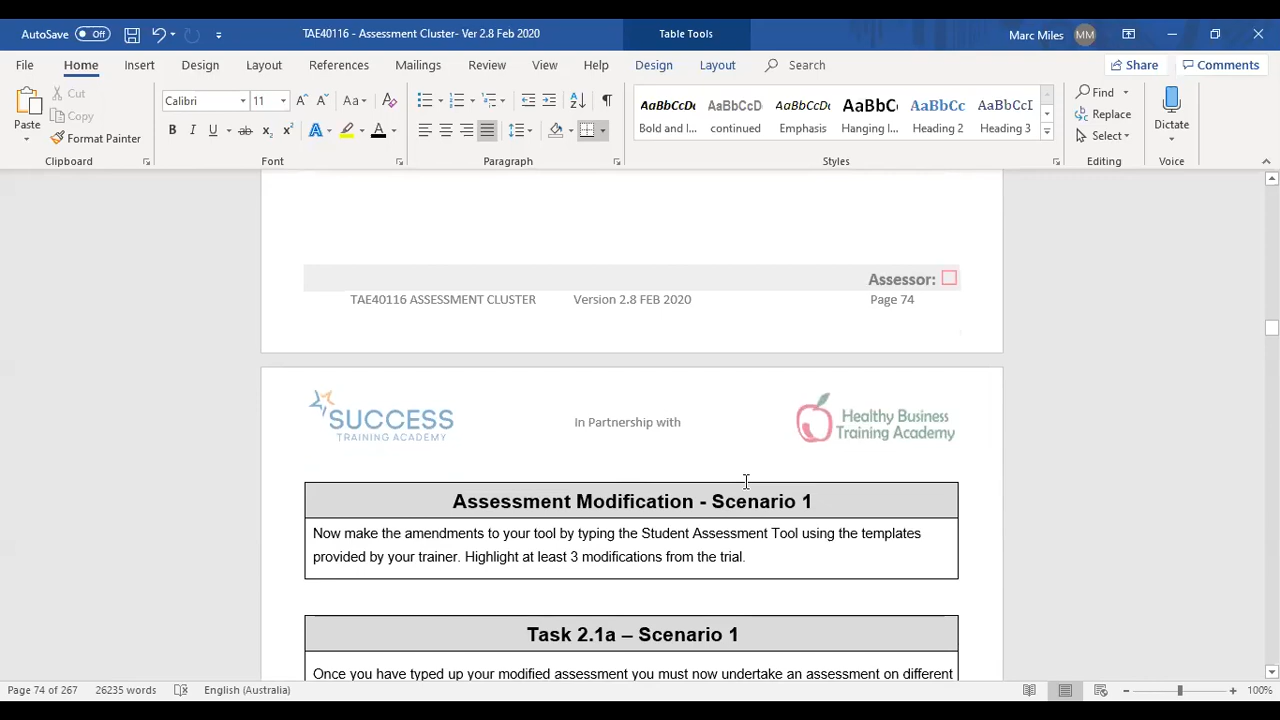 AutoSave Off TAE40116 - Assessment Cluster- Ver 2.8 Feb 2020 Table Tools Marc Miles MM
File Home Insert Design Layout References Mailings Review View Help Design Layout Search Share Comments
Paste Cut Copy Format Painter Clipboard
Calibri 11 Font
Paragraph
AaBbCcDc AaBbCcD AaBbCcDc AaBbC AaBbCc AaBbCcI
Bold and I... continued Emphasis Hanging I... Heading 2 Heading 3
Styles
Find Replace Select Editing
Dictate Voice
Assessor:
TAE40116 ASSESSMENT CLUSTER Version 2.8 FEB 2020 Page 74
SUCCESS
TRAINING ACADEMY
In Partnership with
Healthy Business
Training Academy
Assessment Modification - Scenario 1
Now make the amendments to your tool by typing the Student Assessment Tool using the templates
provided by your trainer. Highlight at least 3 modifications from the trial.
Task 2.1a – Scenario 1
Once you have typed up your modified assessment you must now undertake an assessment on different
Page 74 of 267 26235 words English (Australia) 100%